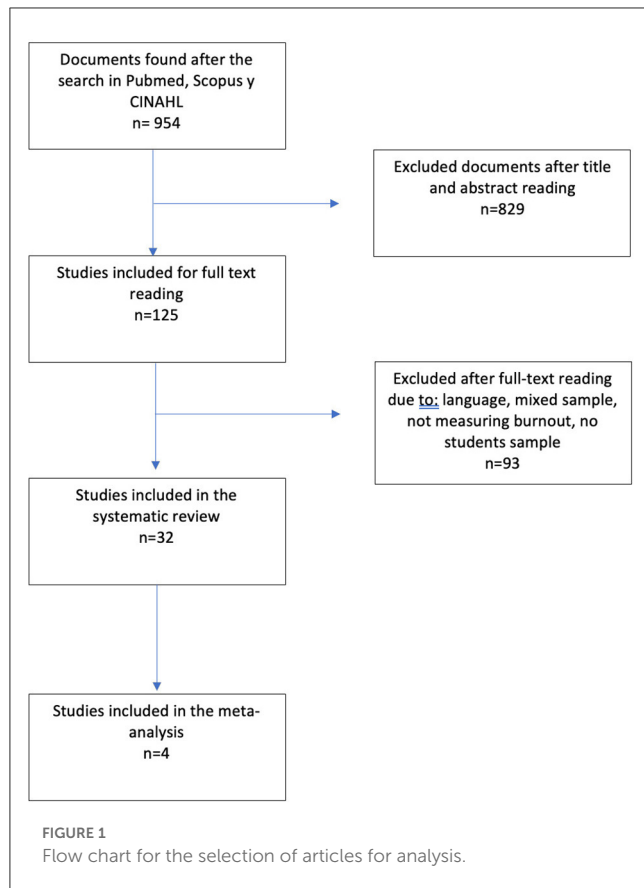 Documents found after the
search in Pubmed, Scopus y
CINAHL
n= 954
Excluded documents after title
and abstract reading
n=829
Studies included for full text
reading
n=125
Excluded after full-text reading
due to: language, mixed sample,
not measuring burnout, no
students sample
n=93
Studies included in the
systematic review
n=32
Studies included in the meta-
analysis
n=4
FIGURE 1
Flow chart for the selection of articles for analysis.